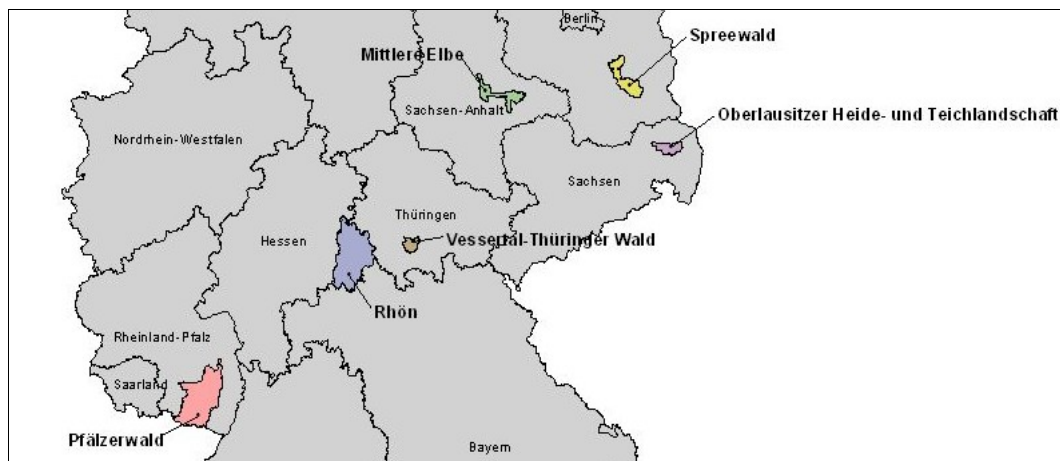 Berlin
Spreewald
Mittlere Elbe
Sachsen-Anhalt
Oberlausitzer Heide- und Teichlandschaft
Nordrhein-Westfalen
Sachsen
Thüringen
Hessen
Vessertal-Thüringer Wald
Rhön
Rheinland-Pfalz
Saarland
Pfälzerwald
Bayern